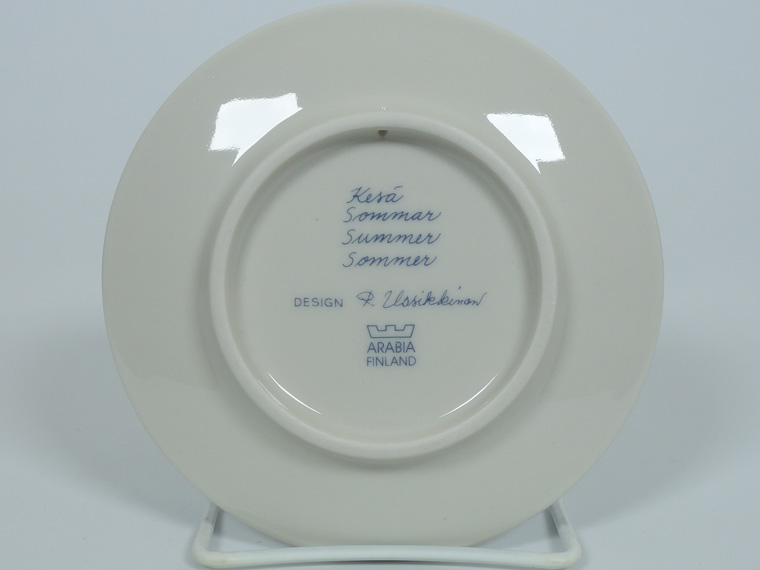 Kesä
Sommar
Summer
Sommer
DESIGN R. Uosikkinen
ARABIA
FINLAND